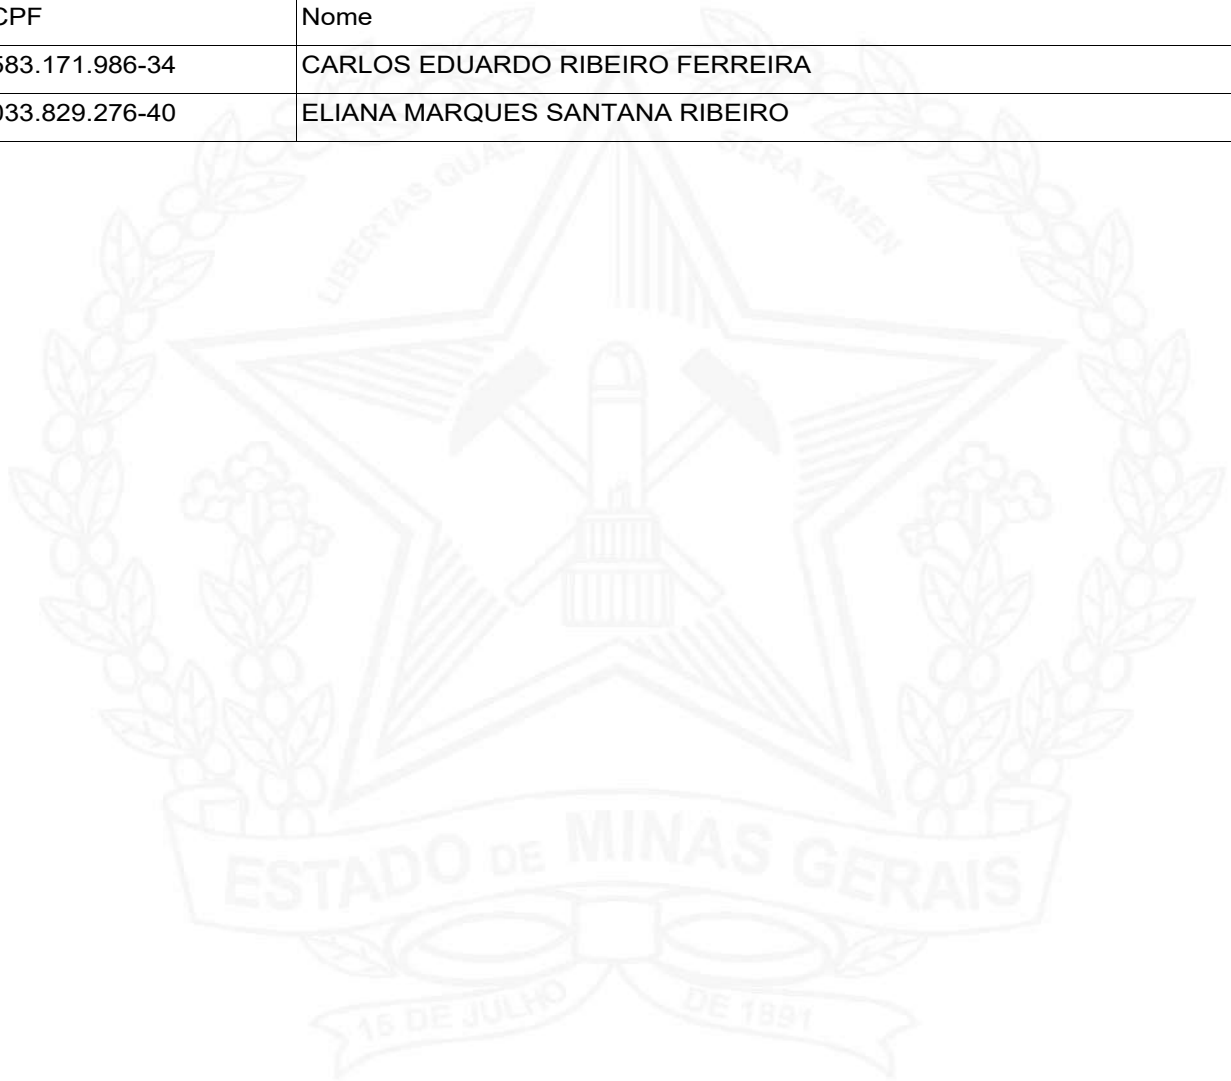 CPF Nome
583.171.986-34 CARLOS EDUARDO RIBEIRO FERREIRA
033.829.276-40 ELIANA MARQUES SANTANA RIBEIRO
LIBERTAS QUAE SERA TAMEN
ESTADO DE MINAS GERAIS
15 DE JULHO DE 1891